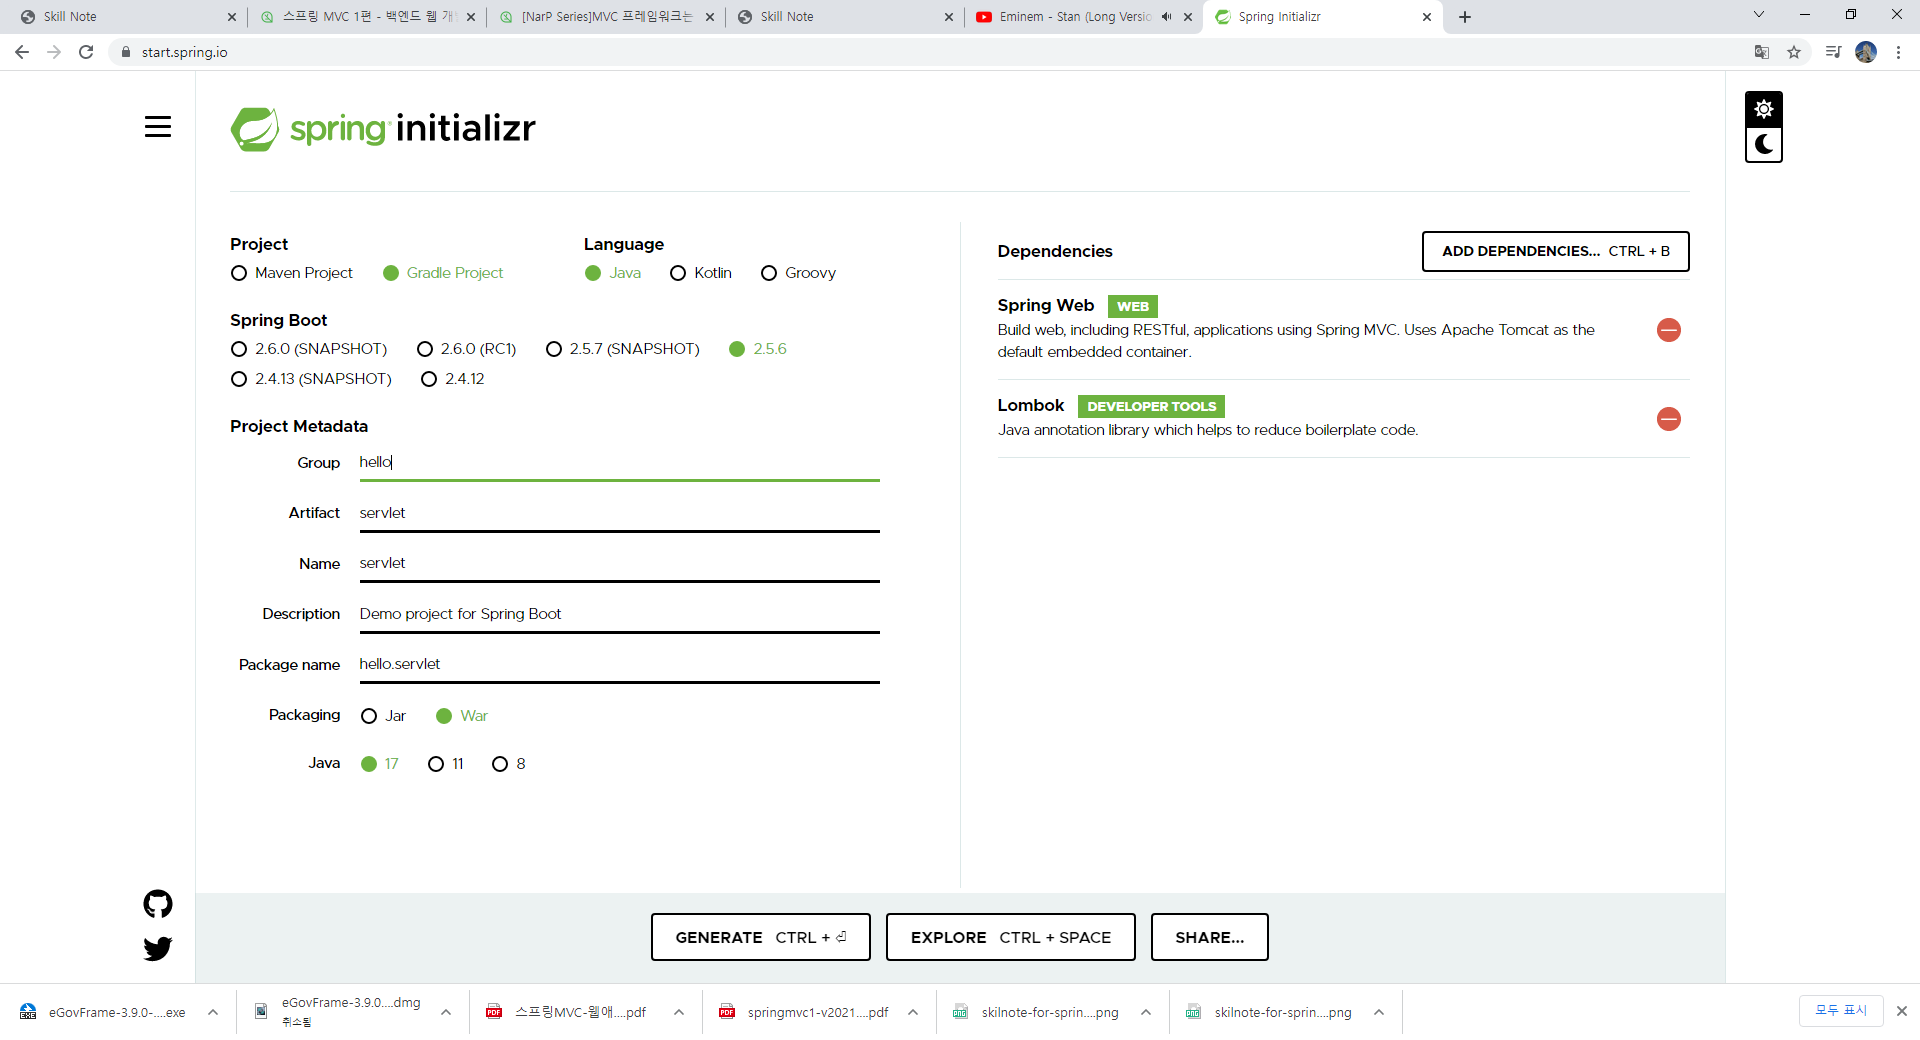 Skill Note
스프링 MVC 1편 - 백엔드 웹 개
[NarP Series]MVC 프레임워크는
Skill Note
Eminem - Stan (Long Versio
Spring Initializr
start.spring.io
spring initializr
Project
Maven Project
Gradle Project
Language
Java
Kotlin
Groovy
Spring Boot
2.6.0 (SNAPSHOT)
2.6.0 (RC1)
2.5.7 (SNAPSHOT)
2.5.6
2.4.13 (SNAPSHOT)
2.4.12
Project Metadata
Group hello
Artifact servlet
Name servlet
Description Demo project for Spring Boot
Package name hello.servlet
Packaging Jar War
Java 17 11 8
Dependencies
ADD DEPENDENCIES... CTRL + B
Spring Web WEB
Build web, including RESTful, applications using Spring MVC. Uses Apache Tomcat as the
default embedded container.
Lombok DEVELOPER TOOLS
Java annotation library which helps to reduce boilerplate code.
GENERATE CTRL + ⏎
EXPLORE CTRL + SPACE
SHARE...
eGovFrame-3.9.0-....exe
eGovFrame-3.9.0....dmg
취소됨
스프링MVC-웹애....pdf
springmvc1-v2021....pdf
skilnote-for-sprin....png
skilnote-for-sprin....png
모두 표시